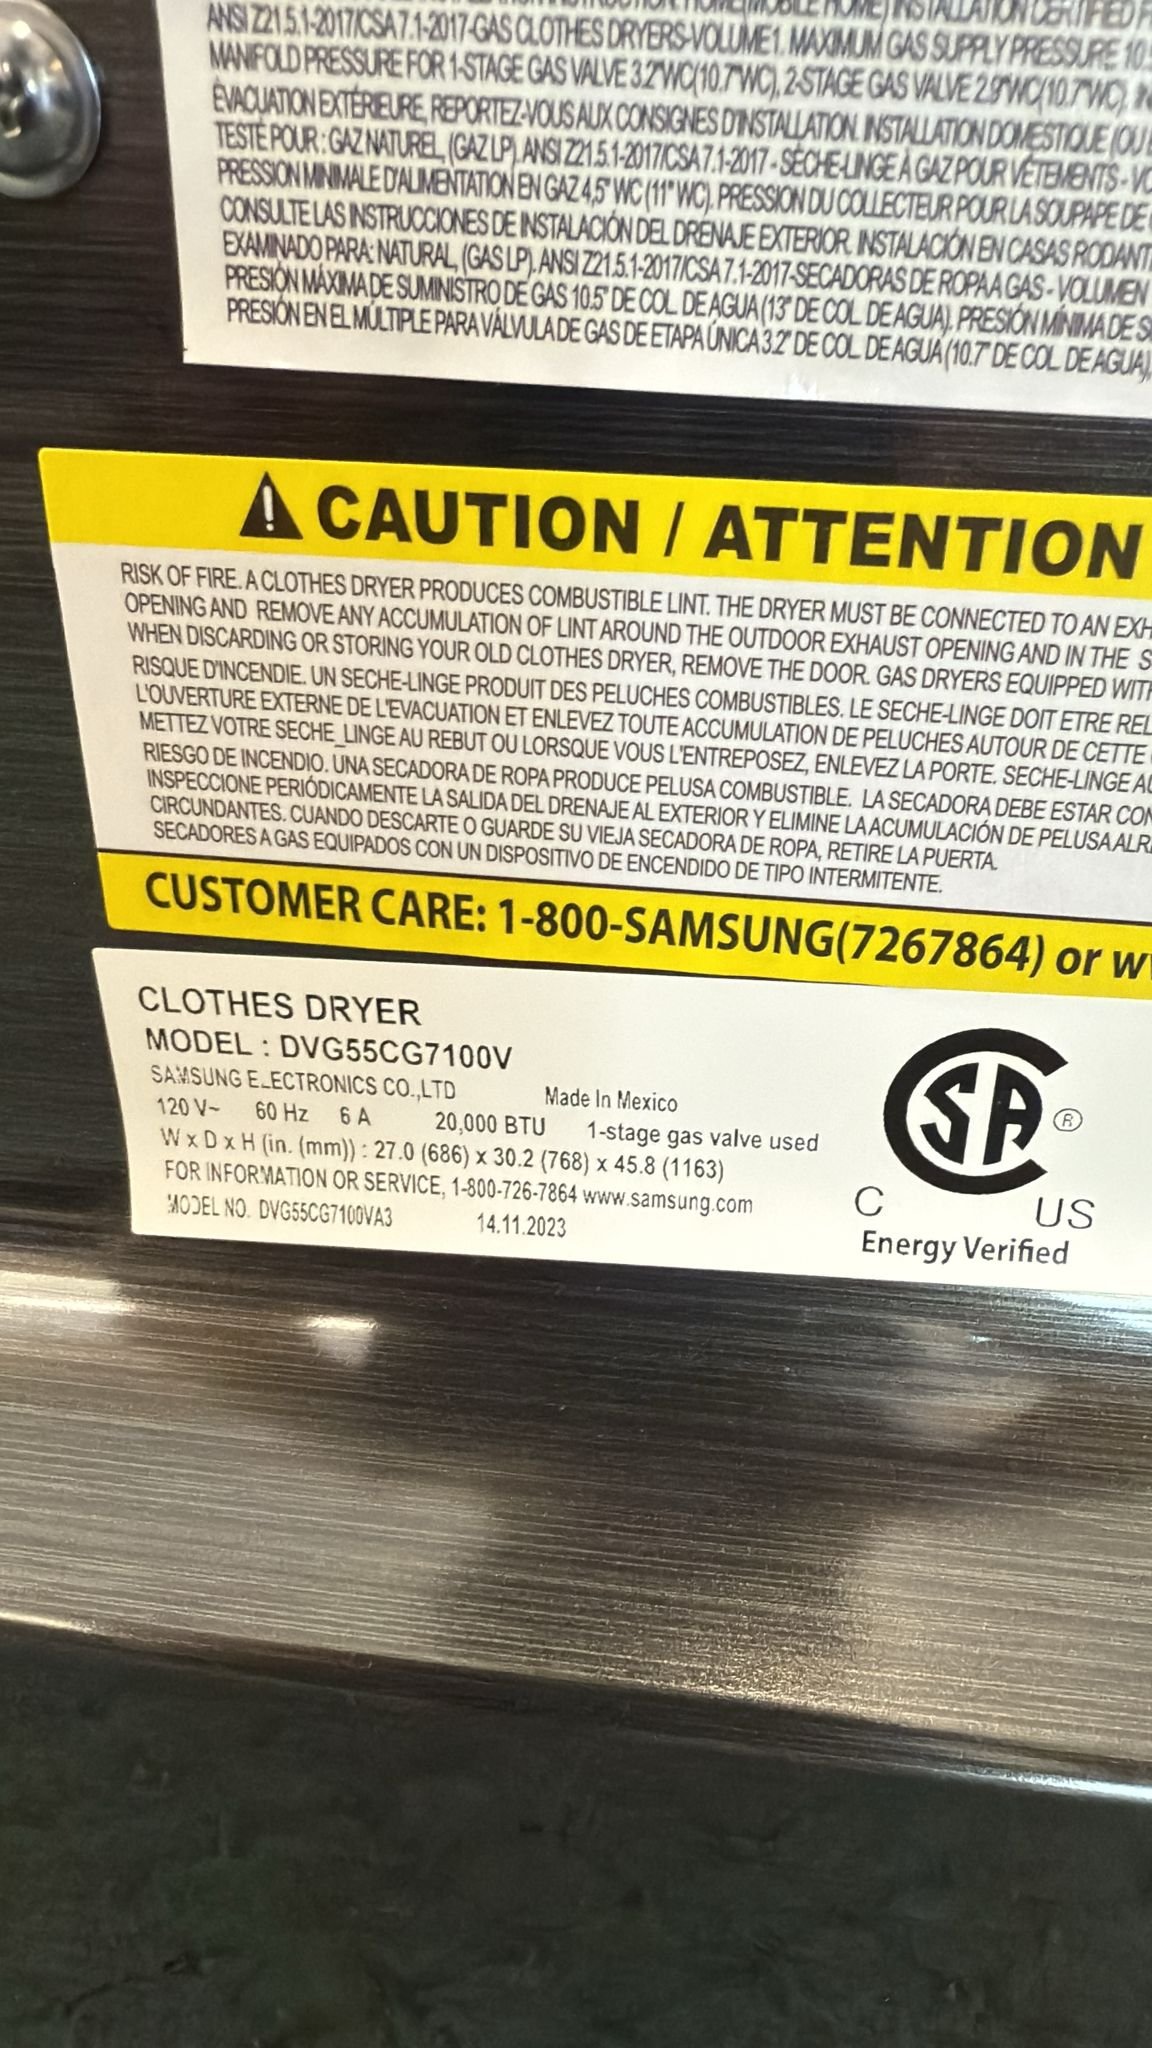 INSTALLATION CERTIFIED
ANSI Z21.5.1-2017/CSA 7.1-2017-GAS CLOTHES DRYERS-VOLUME1. MAXIMUM GAS SUPPLY PRESSURE
MANIFOLD PRESSURE FOR 1-STAGE GAS VALVE 3.2"WC(10.7"WC), 2-STAGE GAS VALVE 2.9"WC(10.7"WC),
ÉVACUATION EXTÉRIEURE, REPORTEZ-VOUS AUX CONSIGNES D'INSTALLATION. INSTALLATION DOMESTIQUE (OU
TESTÉ POUR : GAZ NATUREL, (GAZ LP). ANSI Z21.5.1-2017/CSA 7.1-2017 - SÈCHE-LINGE À GAZ POUR VÊTEMENTS -
PRESSION MINIMALE D'ALIMENTATION EN GAZ 4,5" WC (11" WC). PRESSION DU COLLECTEUR POUR LA SOUPAPE DE
CONSULTE LAS INSTRUCCIONES DE INSTALACIÓN DEL DRENAJE EXTERIOR. INSTALACIÓN EN CASAS
EXAMINADO PARA: NATURAL, (GAS LP). ANSI Z21.5.1-2017/CSA 7.1-2017-SECADORAS DE ROPA A GAS - VOLUMEN
PRESIÓN MÁXIMA DE SUMINISTRO DE GAS 10.5" DE COL. DE AGUA (13" DE COL. DE AGUA). PRESIÓN MÍNIMA DE
PRESIÓN EN EL MÚLTIPLE PARA VÁLVULA DE GAS DE ETAPA ÚNICA 3.2" DE COL. DE AGUA (10.7" DE COL. DE AGUA),
CAUTION / ATTENTION
RISK OF FIRE. A CLOTHES DRYER PRODUCES COMBUSTIBLE LINT. THE DRYER MUST BE CONNECTED TO AN EXH
OPENING AND REMOVE ANY ACCUMULATION OF LINT AROUND THE OUTDOOR EXHAUST OPENING AND IN THE S
WHEN DISCARDING OR STORING YOUR OLD CLOTHES DRYER, REMOVE THE DOOR. GAS DRYERS EQUIPPED WITH
RISQUE D'INCENDIE. UN SECHE-LINGE PRODUIT DES PELUCHES COMBUSTIBLES. LE SECHE-LINGE DOIT ETRE REL
L'OUVERTURE EXTERNE DE L'EVACUATION ET ENLEVEZ TOUTE ACCUMULATION DE PELUCHES AUTOUR DE CETTE
METTEZ VOTRE SECHE_LINGE AU REBUT OU LORSQUE VOUS L'ENTREPOSEZ, ENLEVEZ LA PORTE. SECHE-LINGE AU
RIESGO DE INCENDIO. UNA SECADORA DE ROPA PRODUCE PELUSA COMBUSTIBLE. LA SECADORA DEBE ESTAR CON
INSPECCIONE PERIÓDICAMENTE LA SALIDA DEL DRENAJE AL EXTERIOR Y ELIMINE LA ACUMULACIÓN DE PELUSA ALR
CIRCUNDANTES. CUANDO DESCARTE O GUARDE SU VIEJA SECADORA DE ROPA, RETIRE LA PUERTA.
SECADORES A GAS EQUIPADOS CON UN DISPOSITIVO DE ENCENDIDO DE TIPO INTERMITENTE.
CUSTOMER CARE: 1-800-SAMSUNG(7267864) or w
CLOTHES DRYER
MODEL : DVG55CG7100V
SAMSUNG ELECTRONICS CO.,LTD Made In Mexico
120 V~ 60 Hz 6 A 20,000 BTU 1-stage gas valve used
W x D x H (in. (mm)) : 27.0 (686) x 30.2 (768) x 45.8 (1163)
FOR INFORMATION OR SERVICE, 1-800-726-7864 www.samsung.com
MODEL NO. DVG55CG7100VA3 14.11.2023
SA ®
C US
Energy Verified